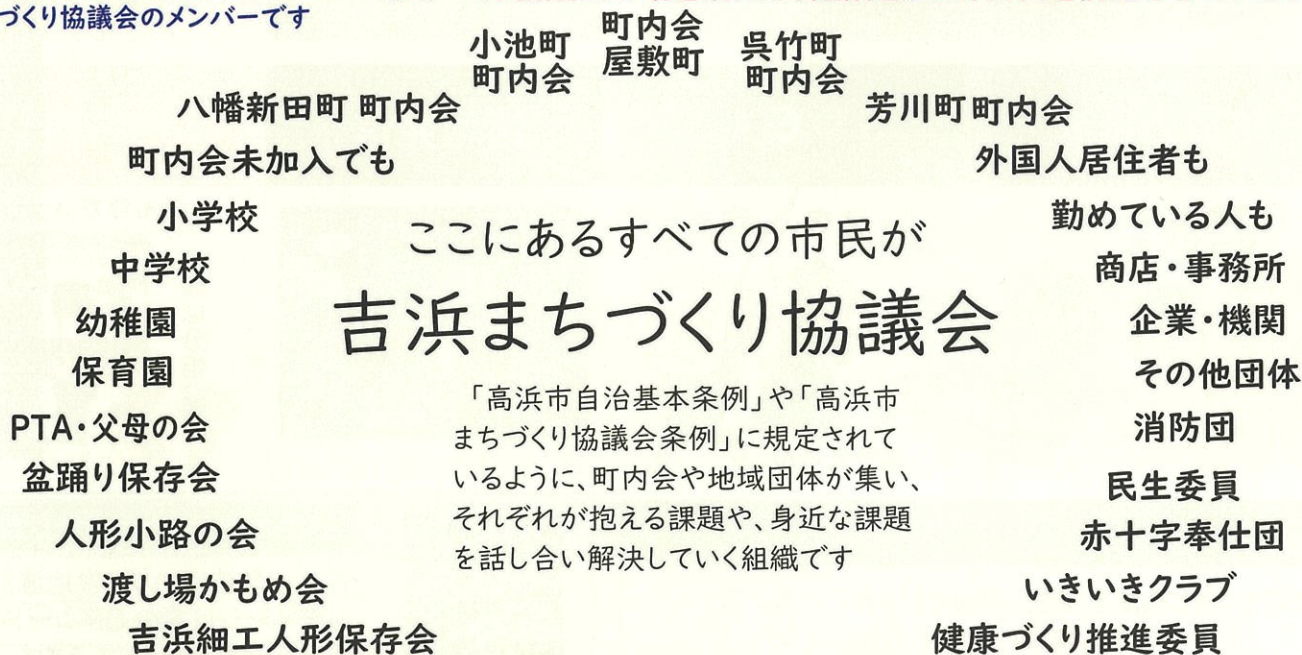 づくり協議会のメンバーです
町内会
屋敷町
小池町
町内会
呉竹町
町内会
八幡新田町 町内会
芳川町町内会
町内会未加入でも
外国人居住者も
小学校
勤めている人も
中学校
商店・事務所
幼稚園
企業・機関
保育園
その他団体
PTA・父母の会
消防団
盆踊り保存会
民生委員
人形小路の会
赤十字奉仕団
渡し場かもめ会
いきいきクラブ
吉浜細工人形保存会
健康づくり推進委員
ここにあるすべての市民が
吉浜まちづくり協議会
「高浜市自治基本条例」や「高浜市
まちづくり協議会条例」に規定されて
いるように、町内会や地域団体が集い、
それぞれが抱える課題や、身近な課題
を話し合い解決していく組織です